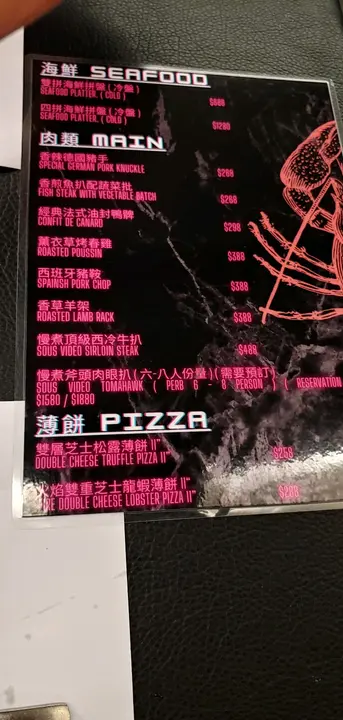 海鮮 SEAFOOD
雙拼海鮮拼盤(冷盤)
SEAFOOD PLATTER. ( COLD ) $680
四拼海鮮拼盤(冷盤)
SEAFOOD PLATTER. ( COLD ) $1280
肉類 MAIN
香辣德國豬手
SPECIAL GERMAN PORK KNUCKLE $268
香煎魚扒配蔬菜批
FISH STEAK WITH VEGETABLE BATCH $268
經典法式油封鴨髀
CONFIT DE CANARD $288
薰衣草烤春雞
ROASTED POUSSIN $308
西班牙豬鞍
SPAINSH PORK CHOP $388
香草羊架
ROASTED LAMB RACK $388
慢煮頂級西冷牛扒
SOUS VIDEO SIRLOIN STEAK $488
慢煮斧頭肉眼扒(六-八人份量)(需要預訂)
SOUS VIDEO TOMAHAWK ( PERB 6 - 8 PERSON ) ( RESERVATION
$1580 / $1880
薄餅 PIZZA
雙層芝士松露薄餅 11"
DOUBLE CHEESE TRUFFLE PIZZA 11" $258
火焰雙重芝士龍蝦薄餅 11"
DOUBLE CHEESE LOBSTER PIZZA 11"